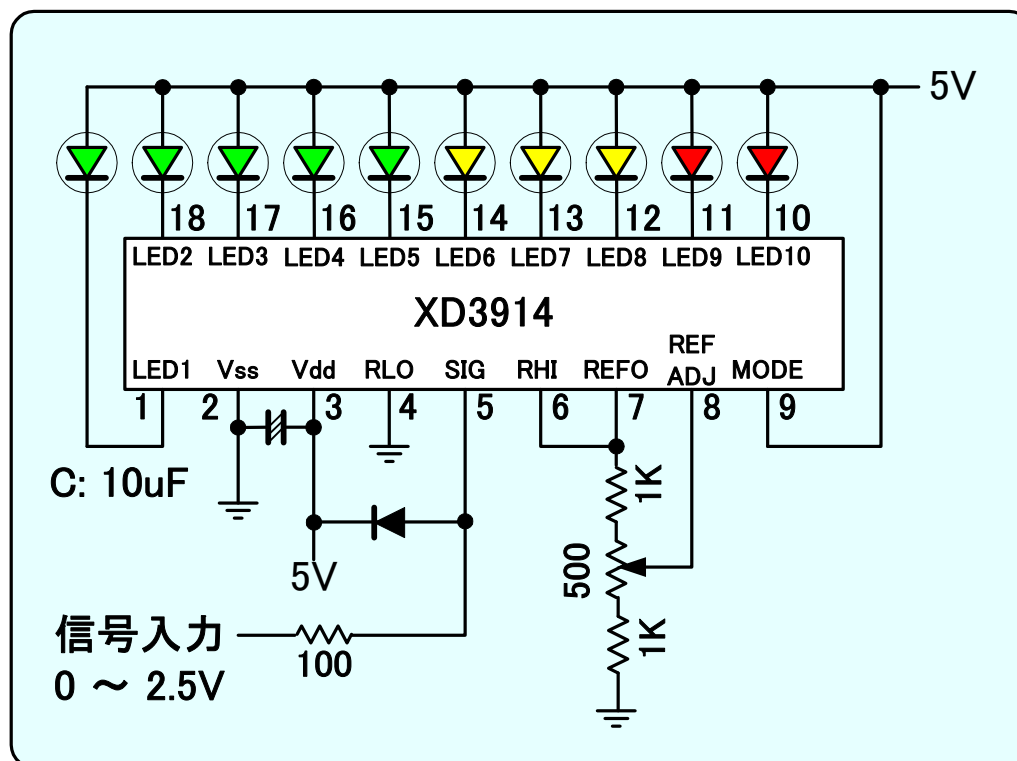 5V
18 17 16 15 14 13 12 11 10
LED2 LED3 LED4 LED5 LED6 LED7 LED8 LED9 LED10
XD3914
LED1 Vss Vdd RLO SIG RHI REFO REF ADJ MODE
1 2 3 4 5 6 7 8 9
C: 10uF
1K
5V
500
信号入力
100
1K
0 ～ 2.5V